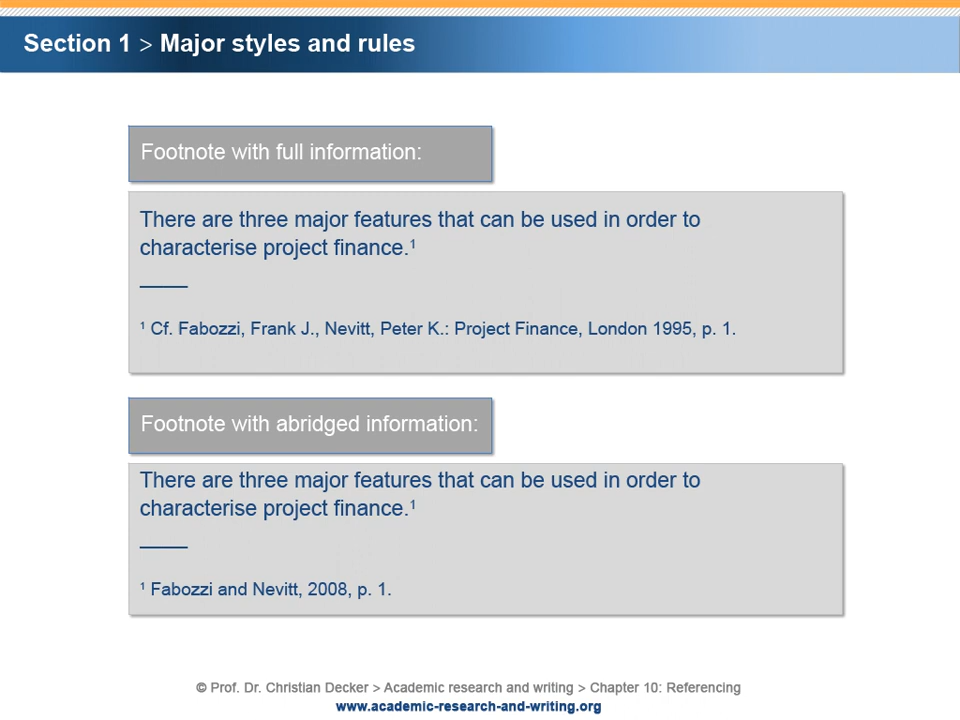 Section 1 > Major styles and rules
Footnote with full information:
There are three major features that can be used in order to
characterise project finance.¹
¹ Cf. Fabozzi, Frank J., Nevitt, Peter K.: Project Finance, London 1995, p. 1.
Footnote with abridged information:
There are three major features that can be used in order to
characterise project finance.¹
¹ Fabozzi and Nevitt, 2008, p. 1.
© Prof. Dr. Christian Decker > Academic research and writing > Chapter 10: Referencing
www.academic-research-and-writing.org